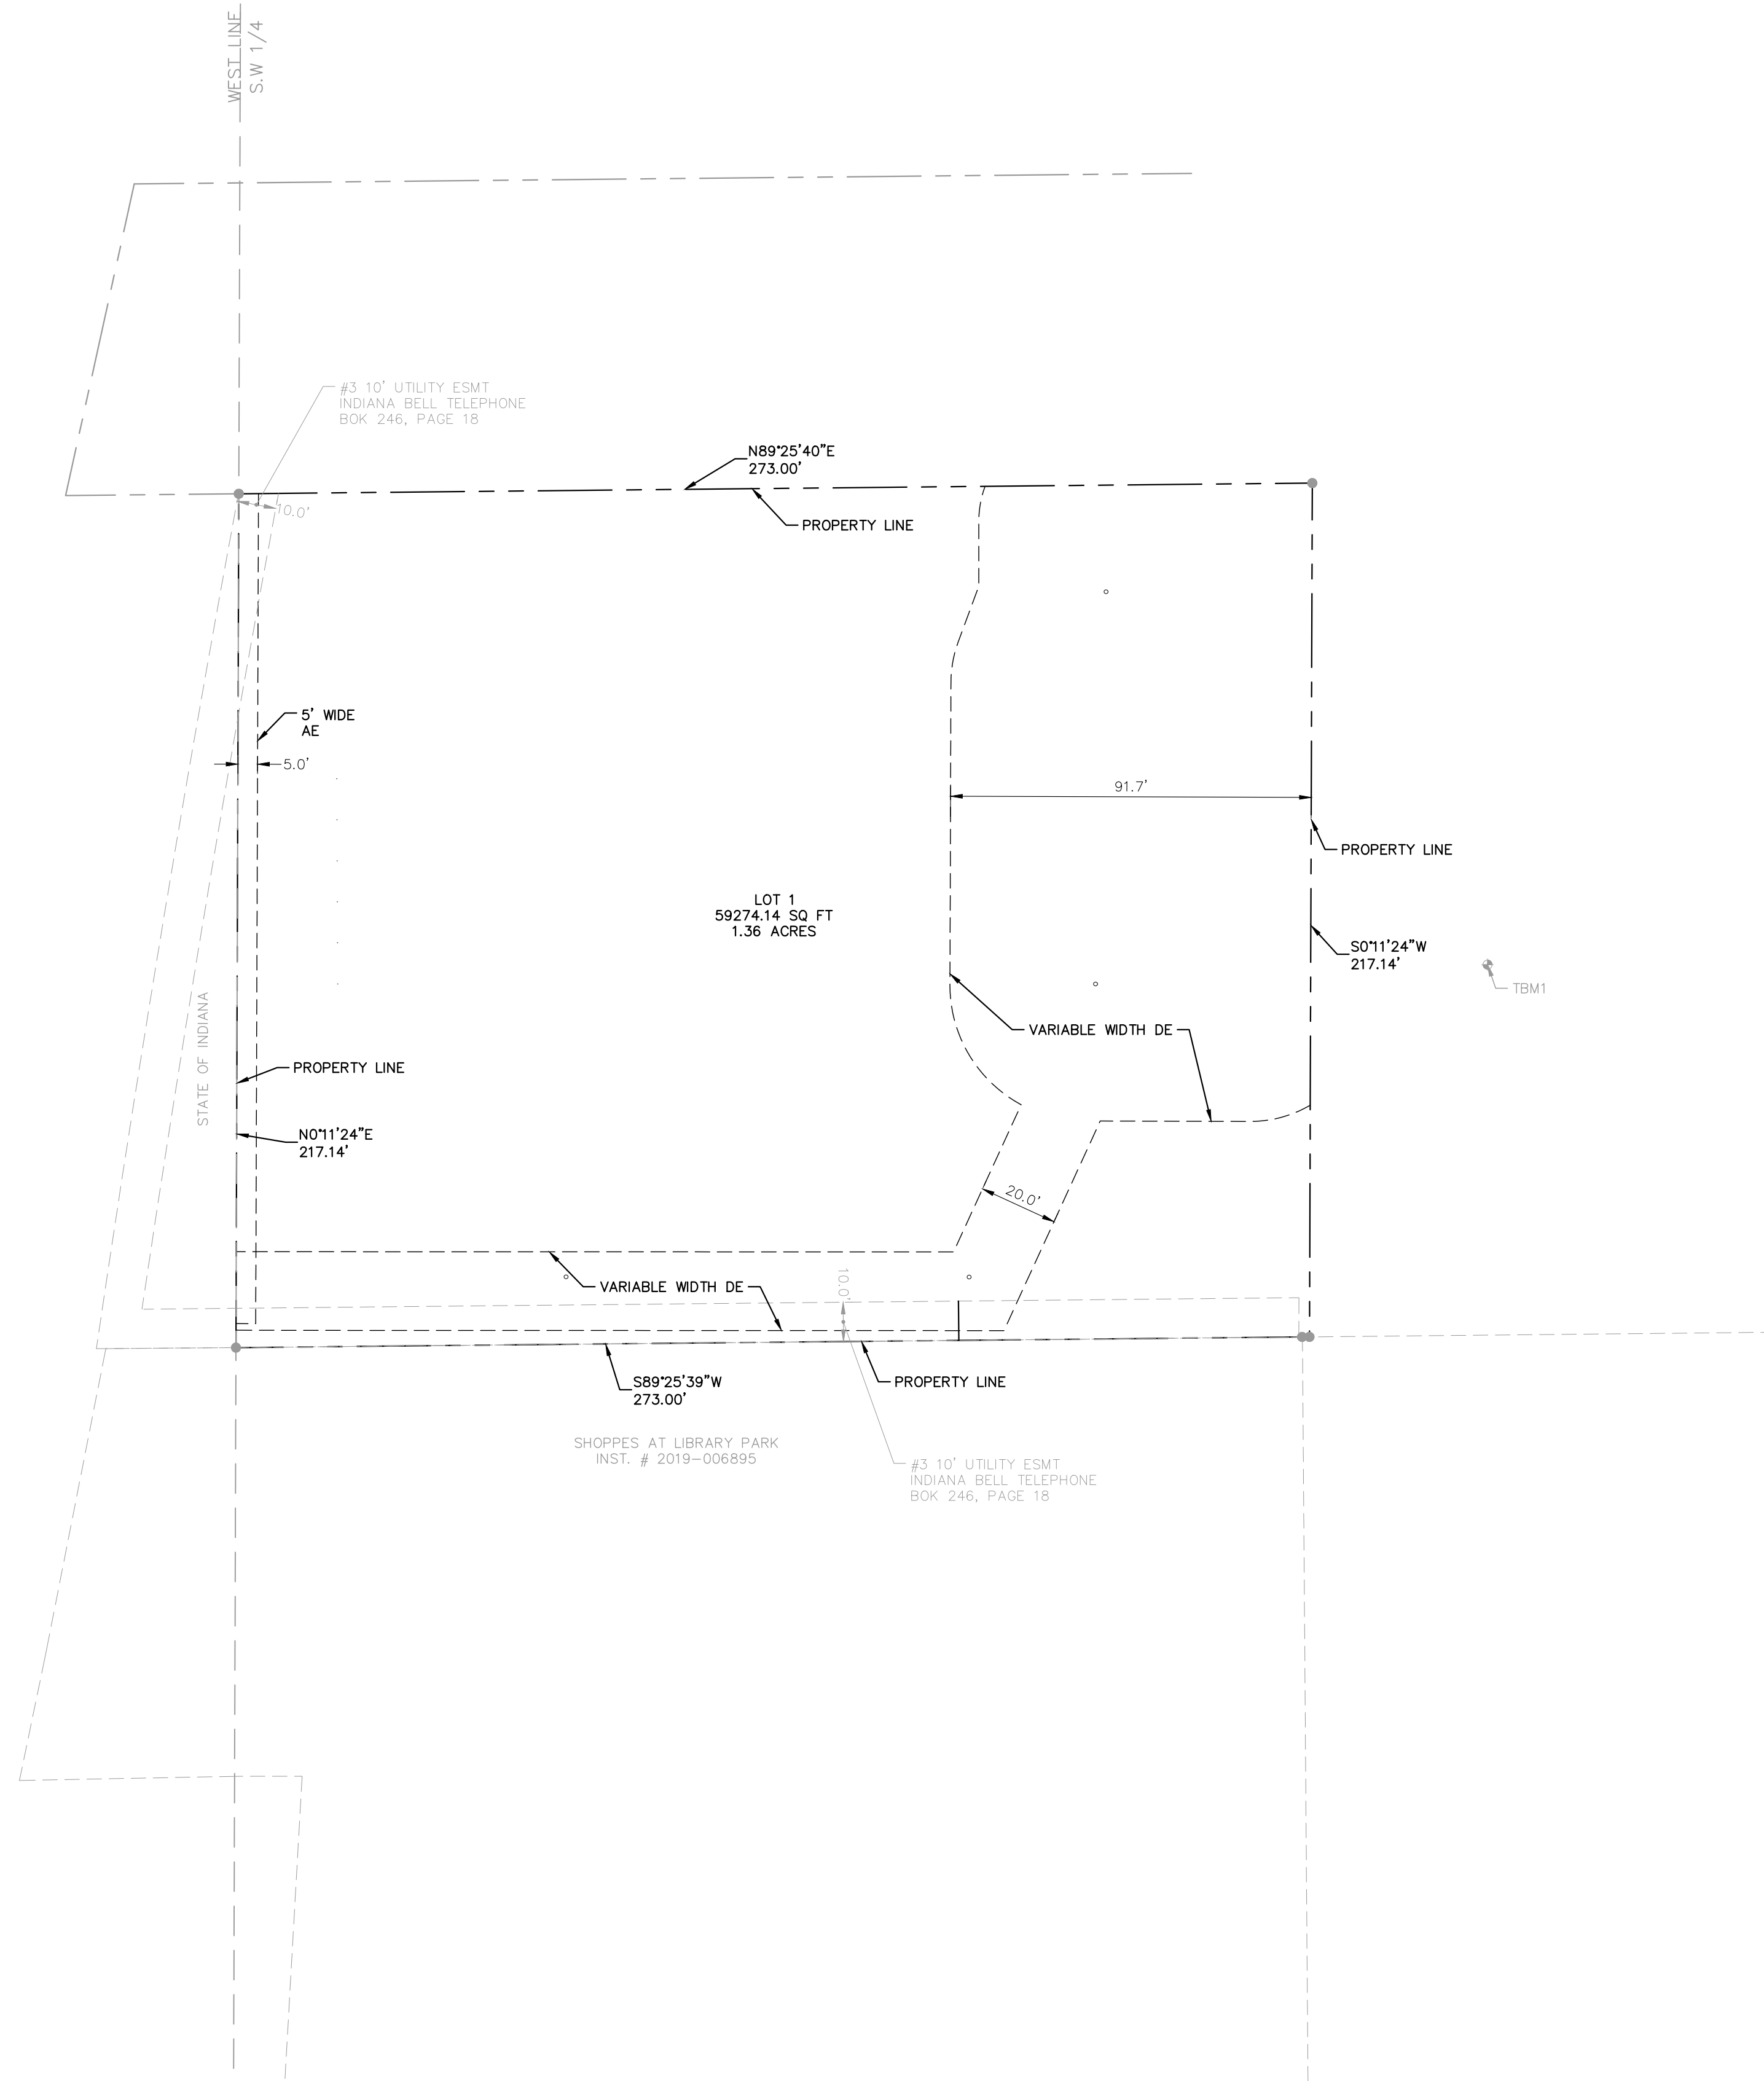 WEST LINE
S.W 1/4
#3 10' UTILITY ESMT
INDIANA BELL TELEPHONE
BOK 246, PAGE 18
N89°25'40"E
273.00'
10.0'
PROPERTY LINE
5' WIDE
AE
5.0'
91.7'
PROPERTY LINE
LOT 1
59274.14 SQ FT
1.36 ACRES
S0°11'24"W
217.14'
TBM1
STATE OF INDIANA
VARIABLE WIDTH DE
PROPERTY LINE
N0°11'24"E
217.14'
20.0'
VARIABLE WIDTH DE
10.0'
S89°25'39"W
273.00'
PROPERTY LINE
SHOPPES AT LIBRARY PARK
INST. # 2019-006895
#3 10' UTILITY ESMT
INDIANA BELL TELEPHONE
BOK 246, PAGE 18